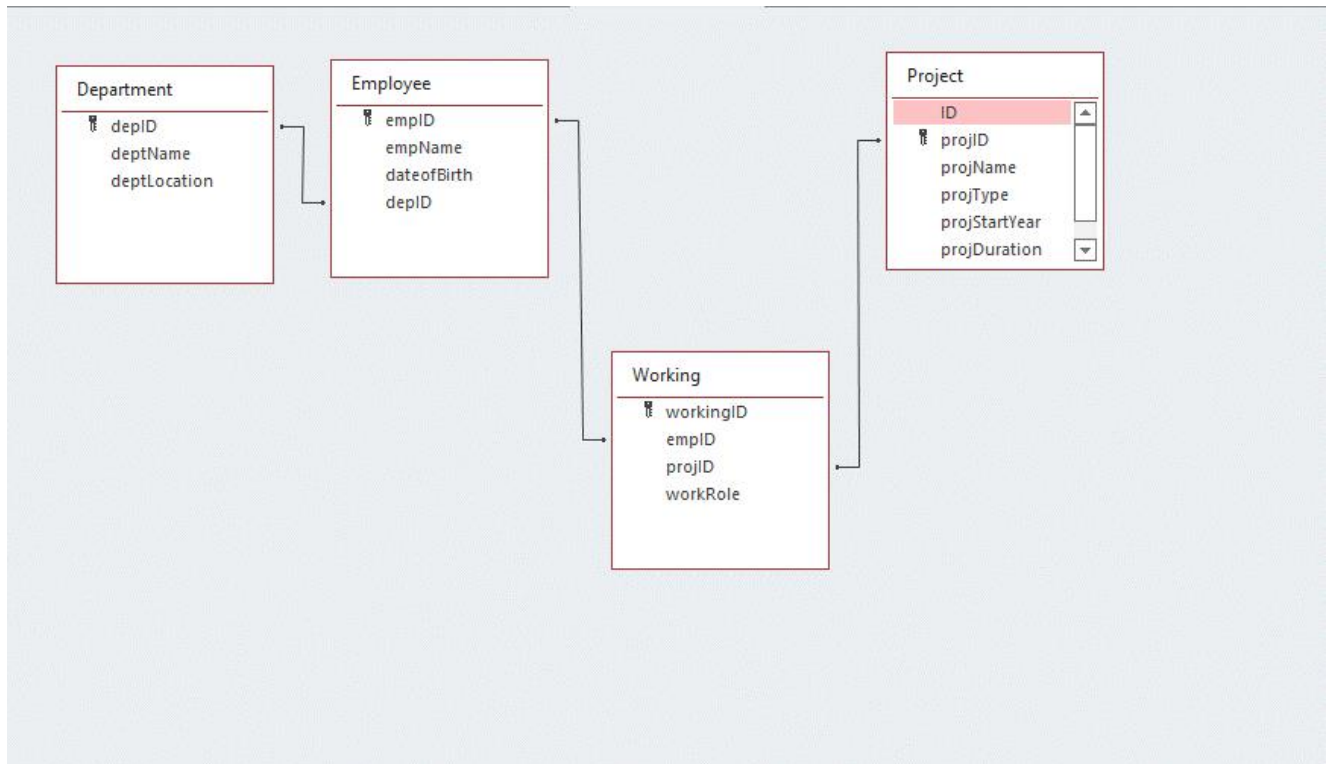 Department
depID
deptName
deptLocation
Employee
empID
empName
dateofBirth
depID
Project
ID
projID
projName
projType
projStartYear
projDuration
Working
workingID
empID
projID
workRole